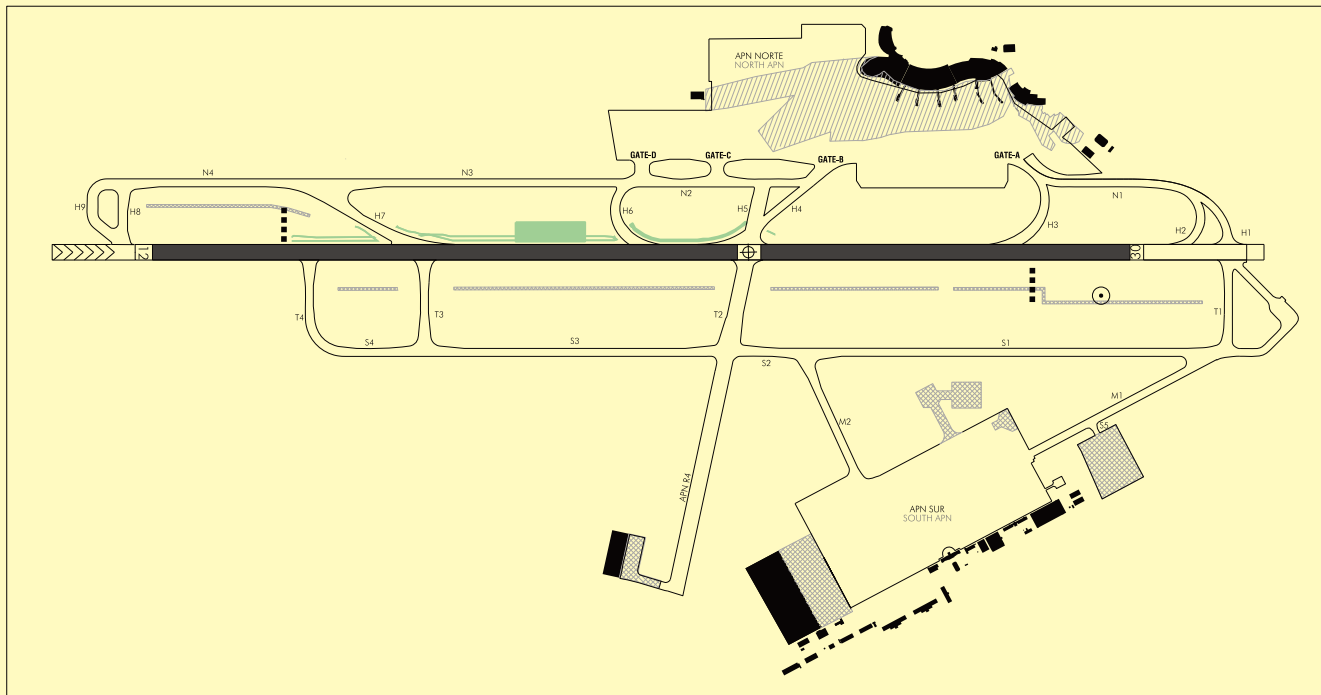 APN NORTE
NORTH APN
GATE-D
GATE-C
GATE-B
GATE-A
N4
N3
N2
N1
H9
H8
H7
H6
H5
H4
H3
H2
H1
12
30
T4
T3
T2
T1
S4
S3
S2
S1
M2
M1
S5
APN R4
APN SUR
SOUTH APN